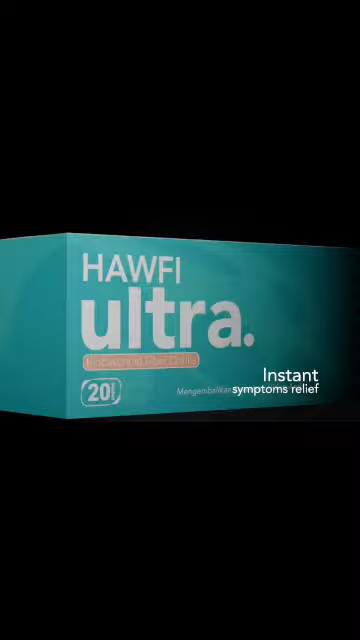 HAWFI
ultra.
20
Instant
Mengembalikan
symptoms relief